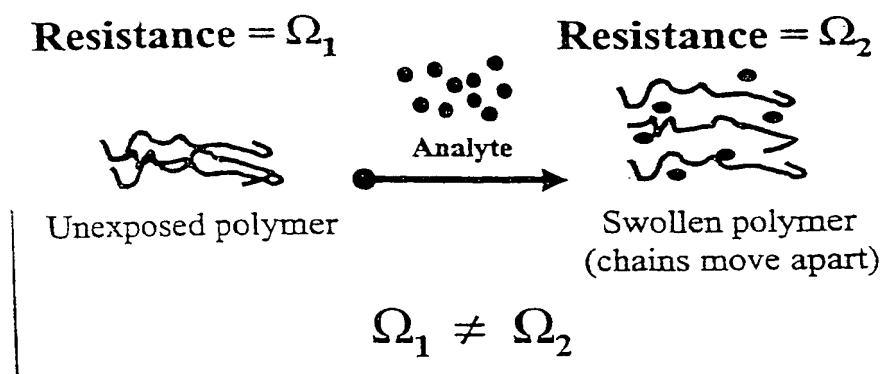 Resistance = Ω₁
Resistance = Ω₂
Analyte
Unexposed polymer
Swollen polymer
(chains move apart)
Ω₁ ≠ Ω₂